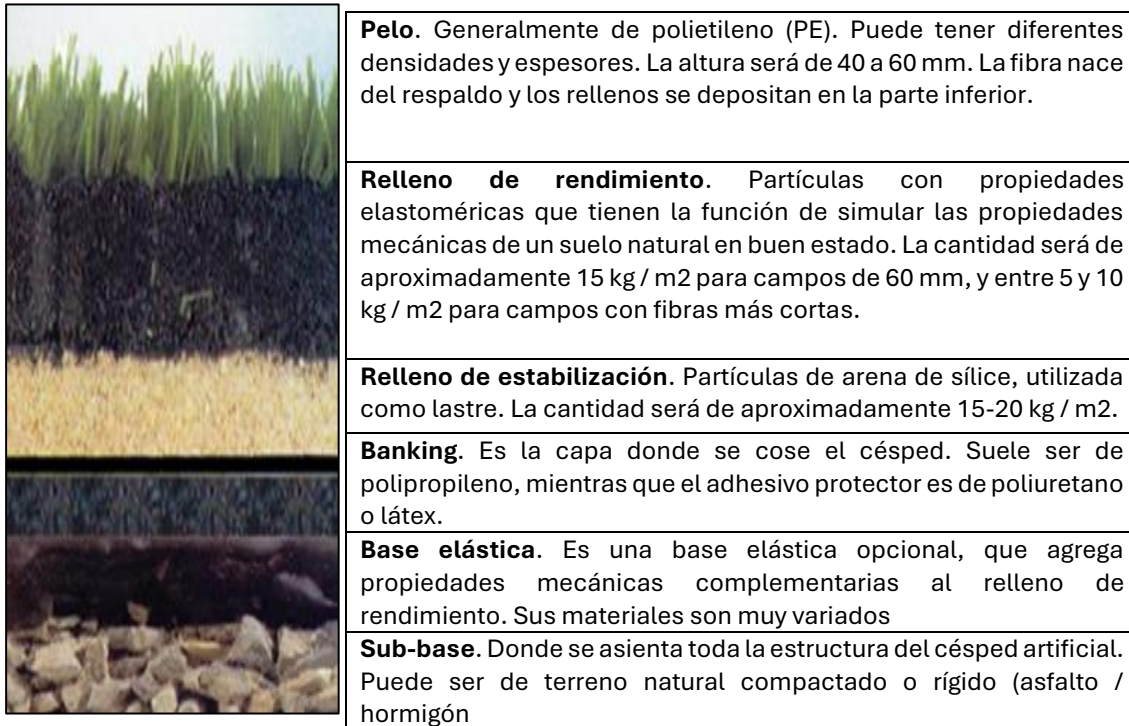 Pelo. Generalmente de polietileno (PE). Puede tener diferentes
densidades y espesores. La altura será de 40 a 60 mm. La fibra nace
del respaldo y los rellenos se depositan en la parte inferior.
Relleno de rendimiento. Partículas con propiedades
elastoméricas que tienen la función de simular las propiedades
mecánicas de un suelo natural en buen estado. La cantidad será de
aproximadamente 15 kg / m2 para campos de 60 mm, y entre 5 y 10
kg / m2 para campos con fibras más cortas.
Relleno de estabilización. Partículas de arena de sílice, utilizada
como lastre. La cantidad será de aproximadamente 15-20 kg / m2.
Banking. Es la capa donde se cose el césped. Suele ser de
polipropileno, mientras que el adhesivo protector es de poliuretano
o látex.
Base elástica. Es una base elástica opcional, que agrega
propiedades mecánicas complementarias al relleno de
rendimiento. Sus materiales son muy variados
Sub-base. Donde se asienta toda la estructura del césped artificial.
Puede ser de terreno natural compactado o rígido (asfalto /
hormigón